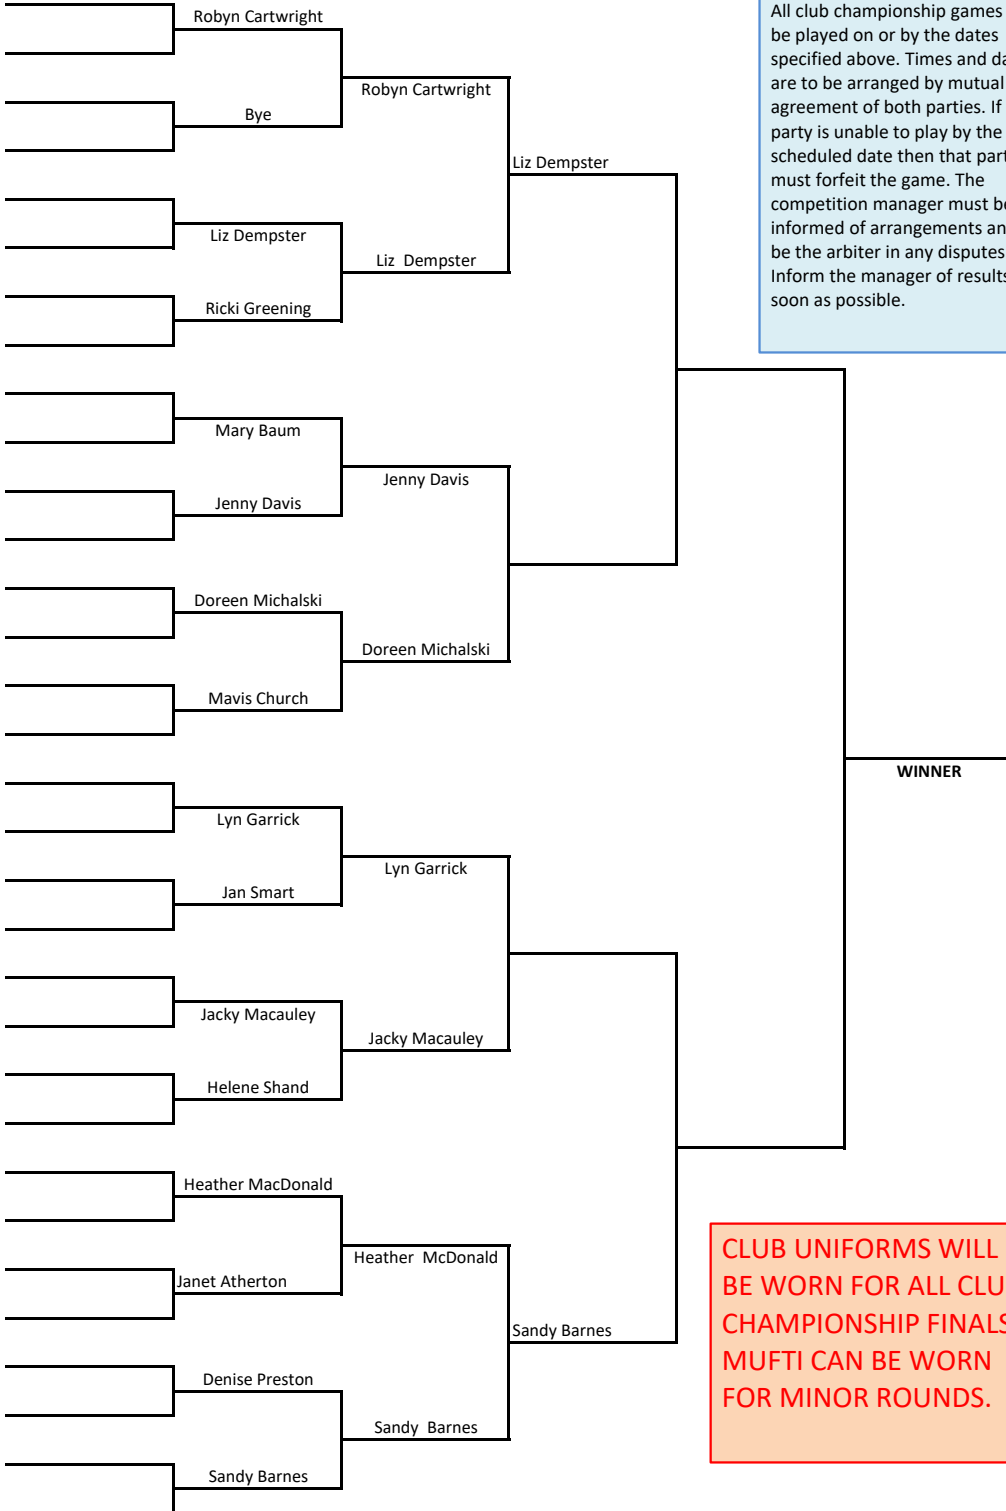 Robyn Cartwright
Bye
Liz Dempster
Ricki Greening
Mary Baum
Jenny Davis
Doreen Michalski
Mavis Church
Lyn Garrick
Jan Smart
Jacky Macauley
Helene Shand
Heather MacDonald
Janet Atherton
Denise Preston
Sandy Barnes
Robyn Cartwright
Liz  Dempster
Jenny Davis
Doreen Michalski
Lyn Garrick
Jacky Macauley
Heather  McDonald
Sandy  Barnes
Liz Dempster
Sandy Barnes
WINNER
All club championship games
be played on or by the dates
specified above. Times and
are to be arranged by mutual
agreement of both parties. If
party is unable to play by the
scheduled date then that
must forfeit the game. The
competition manager must
informed of arrangements
be the arbiter in any disputes
Inform the manager of results
soon as possible.
CLUB UNIFORMS WILL
BE WORN FOR ALL
CHAMPIONSHIP FINALS
MUFTI CAN BE WORN
FOR MINOR ROUNDS.